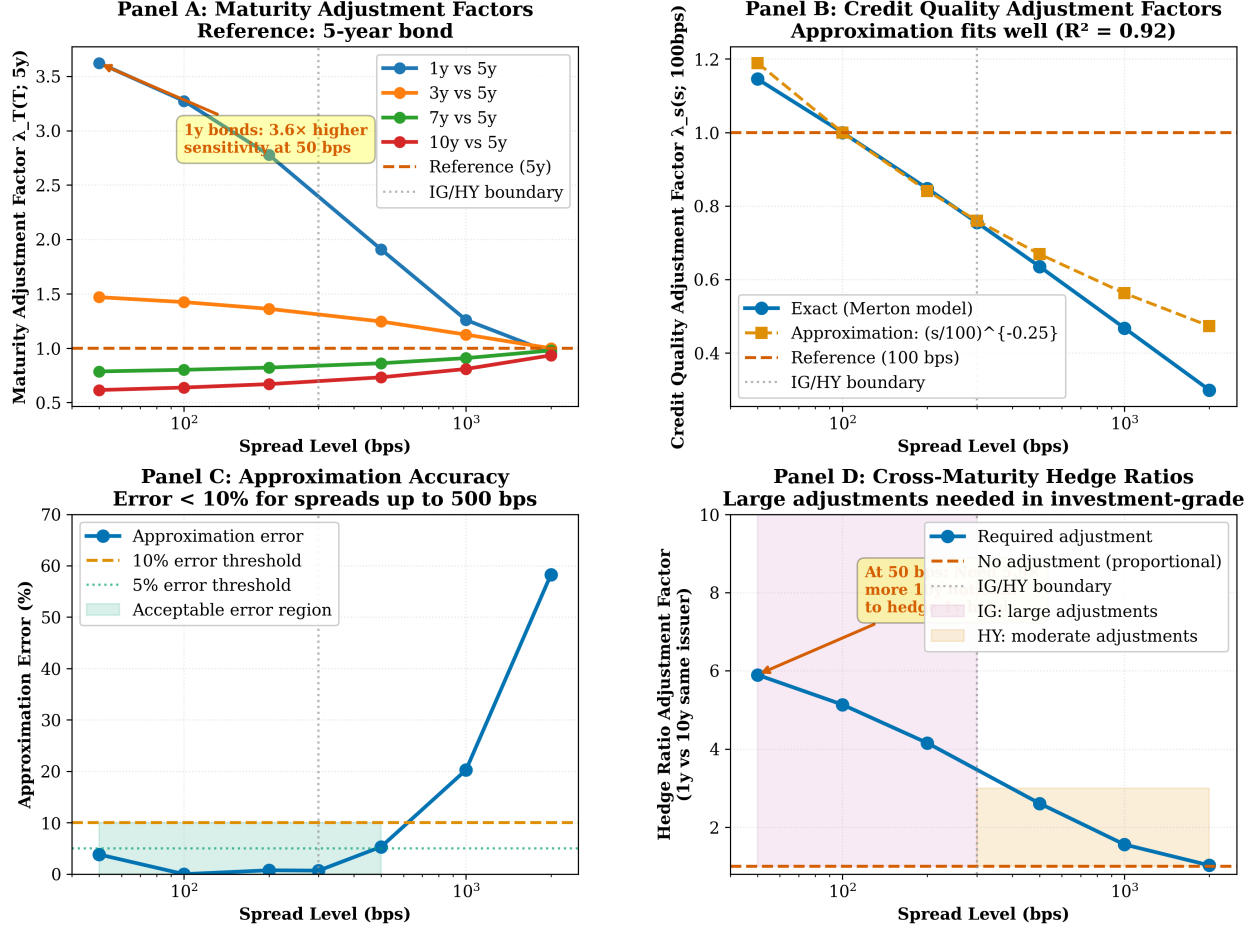 Panel A: Maturity Adjustment Factors
Reference: 5-year bond
Maturity Adjustment Factor λ_T(T; 5y)
3.5
3.0
2.5
2.0
1.5
1.0
0.5
1y bonds: 3.6× higher
sensitivity at 50 bps
1y vs 5y
3y vs 5y
7y vs 5y
10y vs 5y
Reference (5y)
IG/HY boundary
10²
10³
Spread Level (bps)
Panel B: Credit Quality Adjustment Factors
Approximation fits well (R² = 0.92)
Credit Quality Adjustment Factor λ_s(s; 100bps)
1.2
1.0
0.8
0.6
0.4
Exact (Merton model)
Approximation: (s/100)^{-0.25}
Reference (100 bps)
IG/HY boundary
10²
10³
Spread Level (bps)
Panel C: Approximation Accuracy
Error < 10% for spreads up to 500 bps
Approximation Error (%)
70
60
50
40
30
20
10
0
Approximation error
10% error threshold
5% error threshold
Acceptable error region
10²
10³
Spread Level (bps)
Panel D: Cross-Maturity Hedge Ratios
Large adjustments needed in investment-grade
Hedge Ratio Adjustment Factor
(1y vs 10y same issuer)
10
8
6
4
2
At 50
more
to
Required adjustment
No adjustment (proportional)
IG/HY boundary
IG: large adjustments
HY: moderate adjustments
10²
10³
Spread Level (bps)